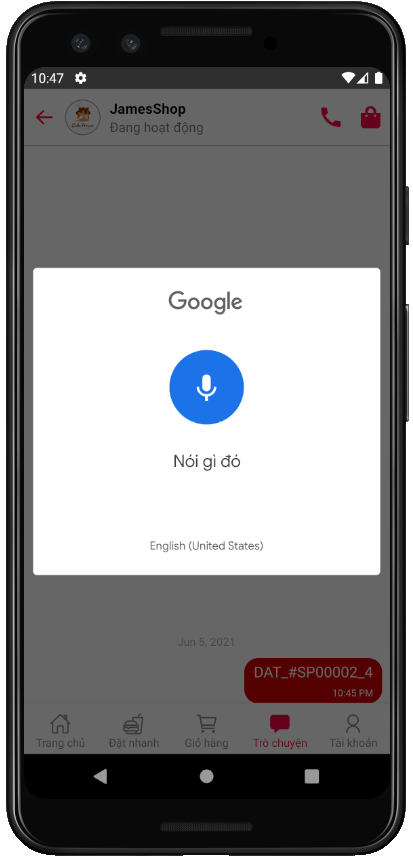 10:47
JamesShop
Đang hoạt động
Google
Nói gì đó
English (United States)
Jun 5, 2021
DAT_#SP00002_4
10:45 PM
Trang chủ
Đặt nhanh
Giỏ hàng
Trò chuyện
Tài khoản